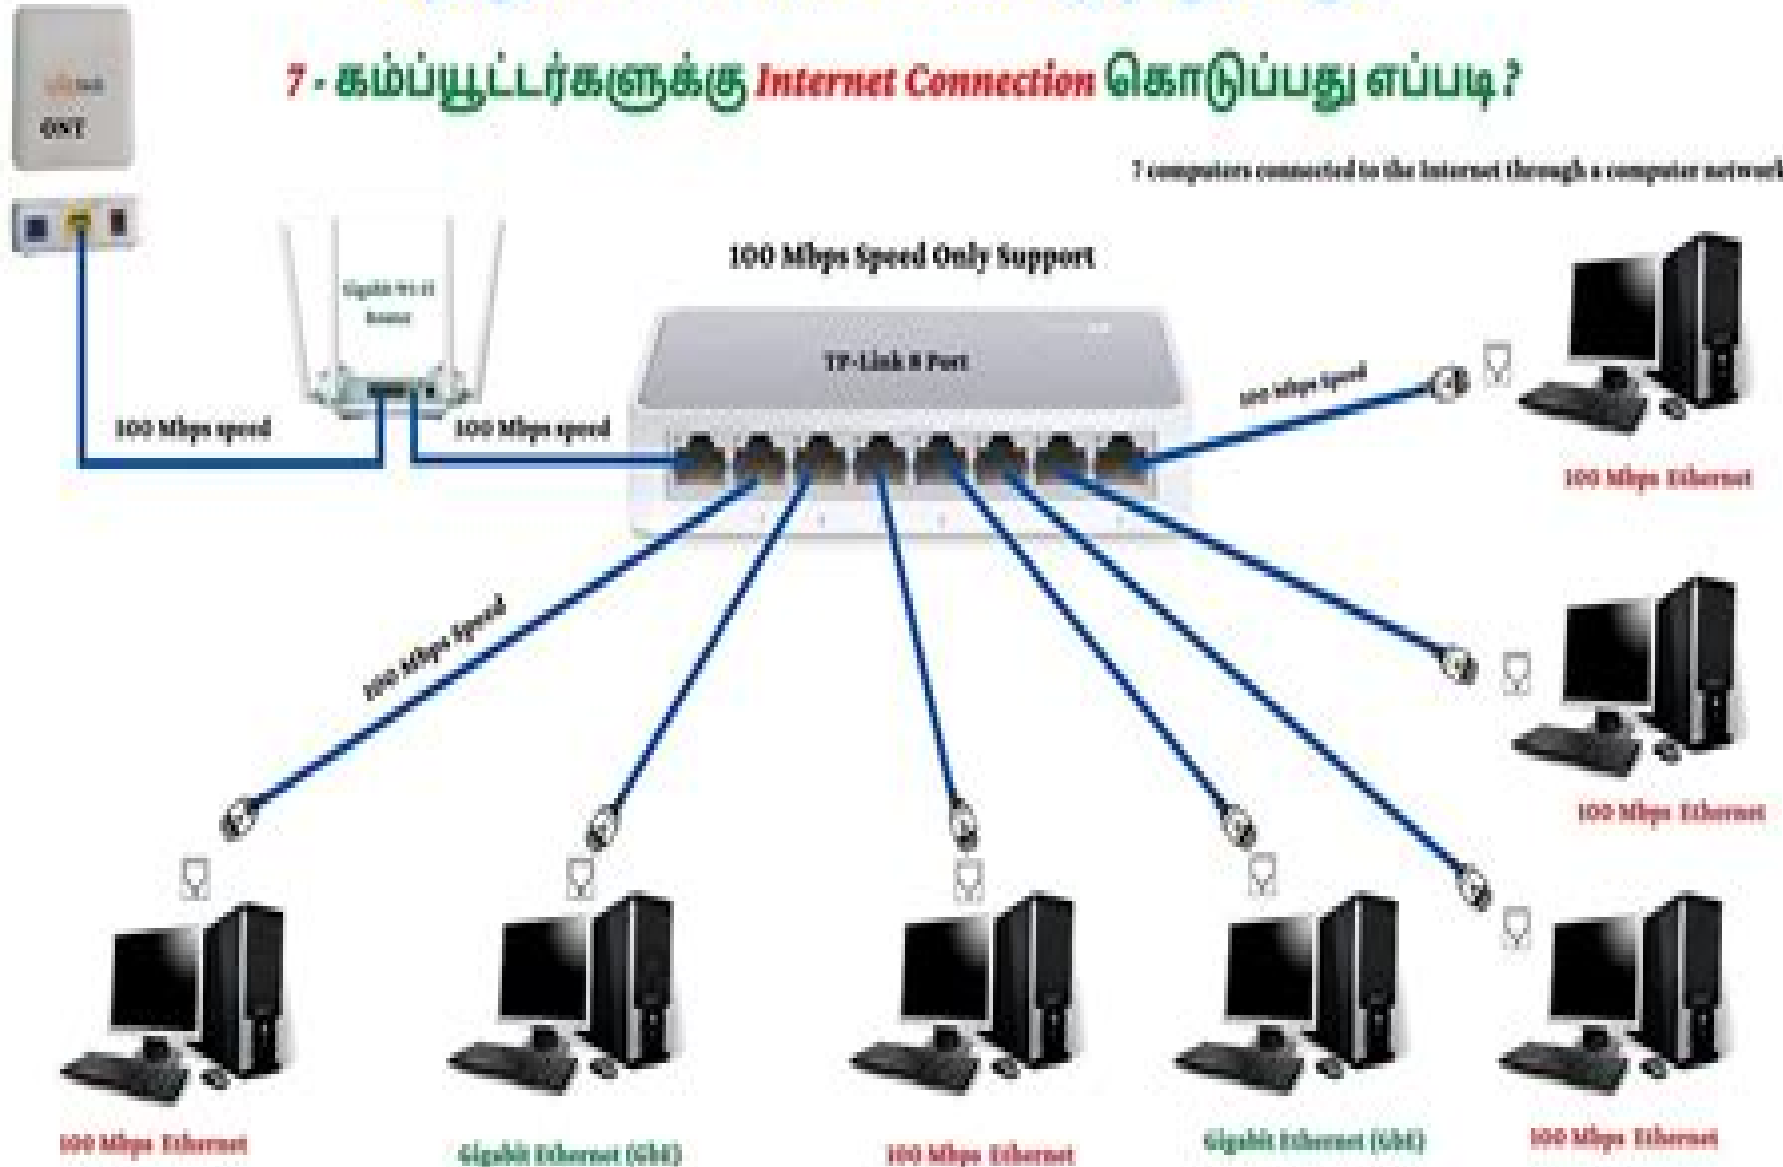 7 - கம்ப்யூட்டர்களுக்கு Internet Connection கொடுப்பது எப்படி?
ONT
7 computers connected to the Internet through a computer network
100 Mbps Speed Only Support
Gigabit Wi-Fi
Router
TP-Link 8 Port
100 Mbps Speed
100 Mbps speed
100 Mbps speed
100 Mbps Ethernet
100 Mbps Speed
100 Mbps Ethernet
100 Mbps Ethernet
Gigabit Ethernet (GbE)
100 Mbps Ethernet
Gigabit Ethernet (GbE)
100 Mbps Ethernet